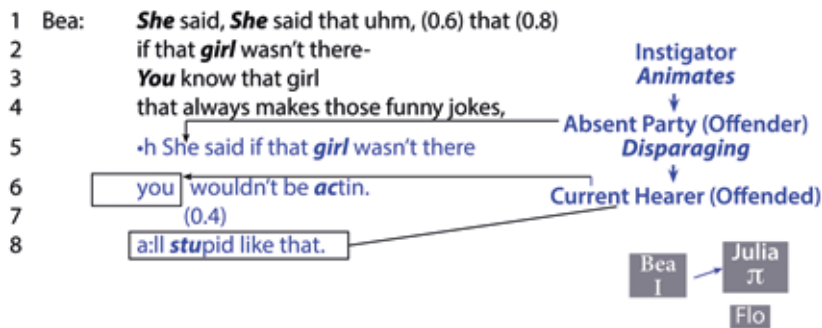 1 Bea: She said, She said that uhm, (0.6) that (0.8)
2 if that girl wasn't there-
3 You know that girl
4 that always makes those funny jokes,
5 •h She said if that girl wasn't there
6 you wouldn't be actin.
7 (0.4)
8 a:ll stupid like that.
Instigator
Animates
Absent Party (Offender)
Disparaging
Current Hearer (Offended)
Bea
I
Julia
π
Flo